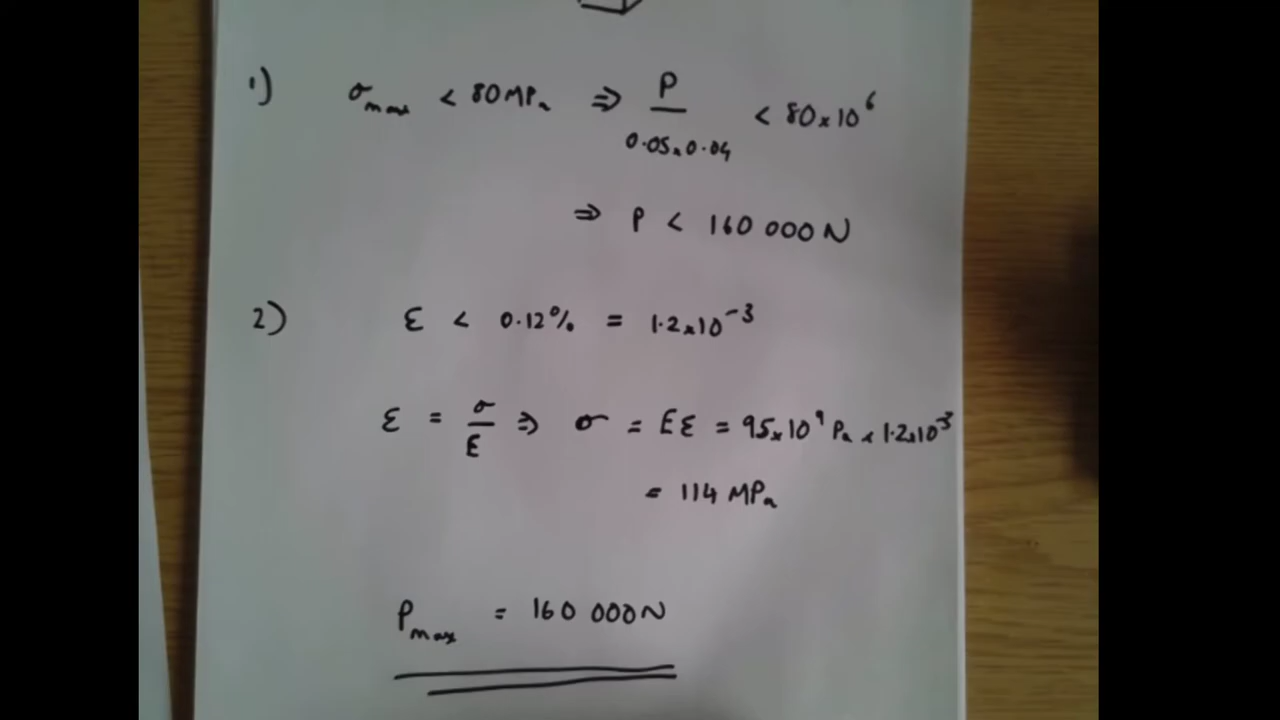 1) σmax < 80MPa ⇒ P / 0.05×0.04 < 80×10⁶
⇒ P < 160 000 N
2) ε < 0.12% = 1.2×10⁻³
ε = σ/E ⇒ σ = Eε = 95×10⁹ Pa × 1.2×10⁻³
= 114 MPa
Pmax = 160 000N